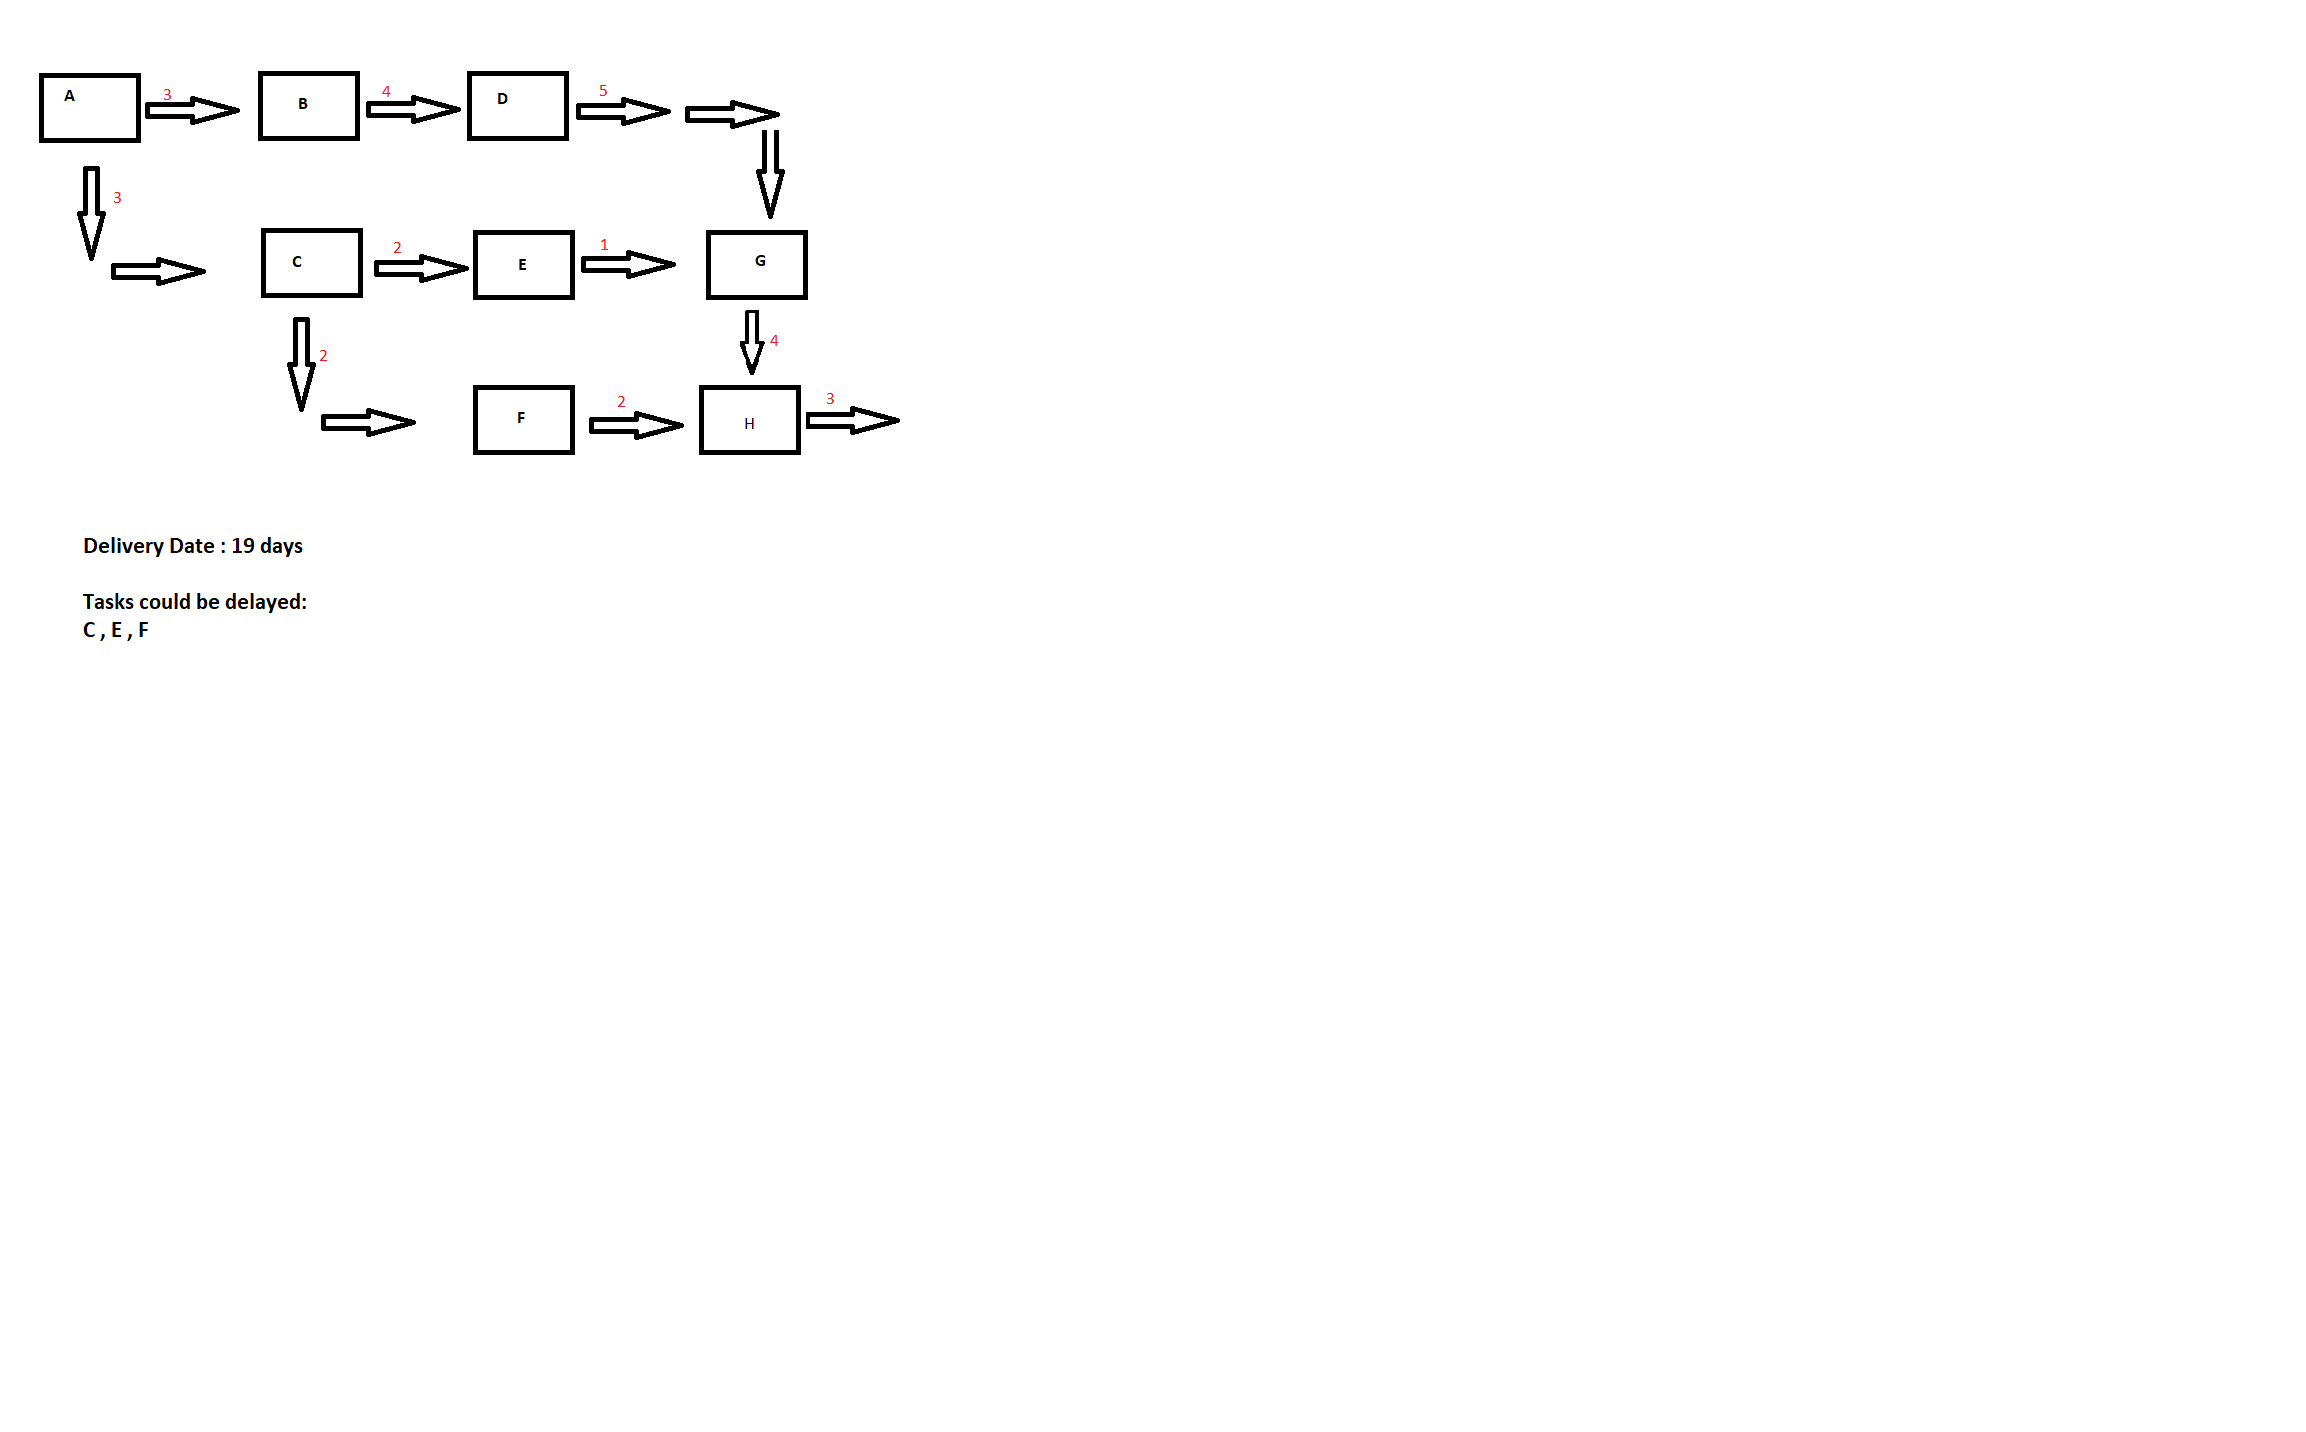 A 3 B 4 D 5
3
C 2 E 1 G
2 4
F 2 H 3
Delivery Date : 19 days
Tasks could be delayed:
C , E , F